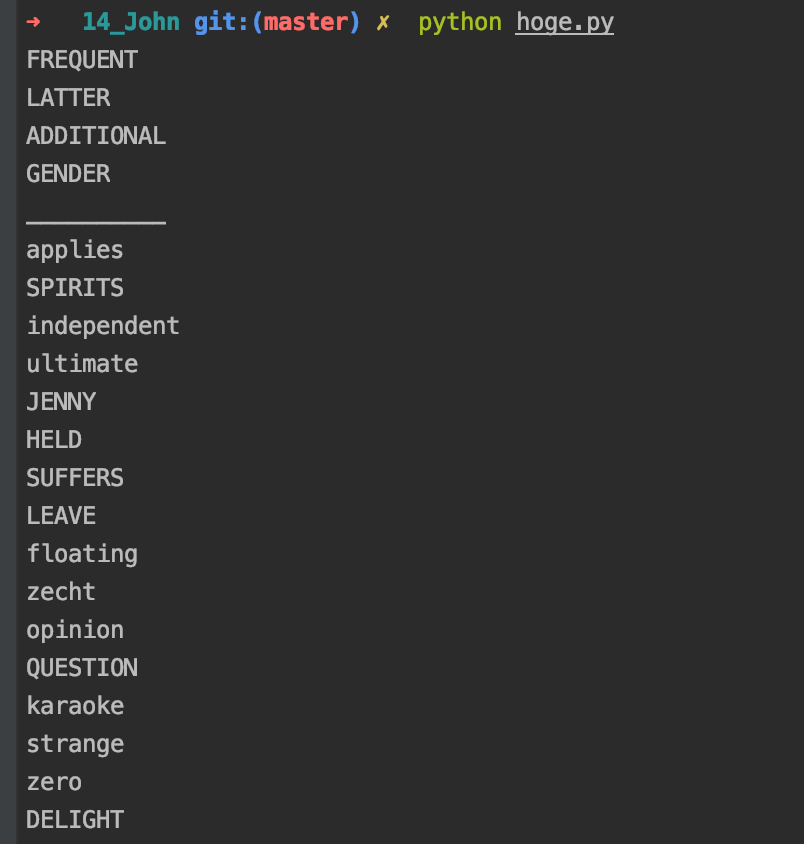 ➜ 14_John git:(master) ✗ python hoge.py
FREQUENT
LATTER
ADDITIONAL
GENDER
__________
applies
SPIRITS
independent
ultimate
JENNY
HELD
SUFFERS
LEAVE
floating
zecht
opinion
QUESTION
karaoke
strange
zero
DELIGHT